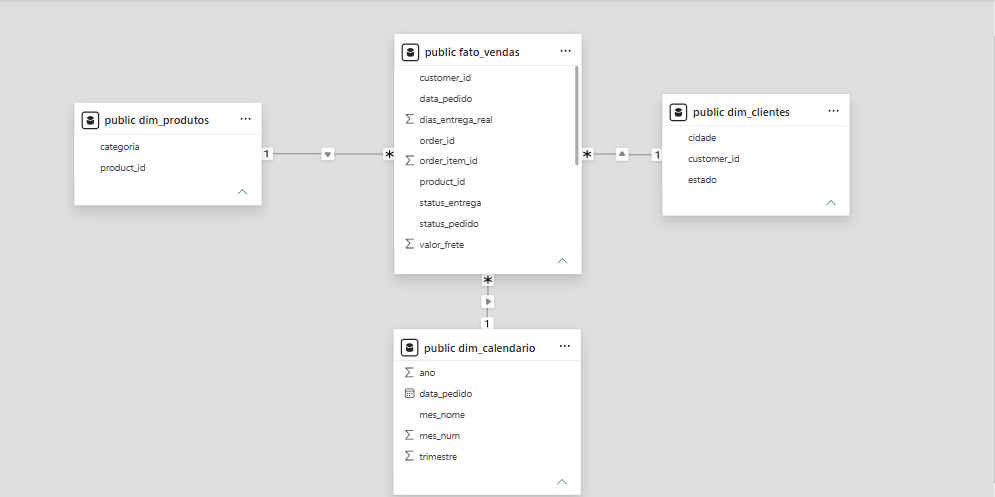 public fato_vendas
customer_id
data_pedido
Σ dias_entrega_real
order_id
Σ order_item_id
product_id
status_entrega
status_pedido
Σ valor_frete
public dim_produtos
categoria
product_id
1
*
*
1
public dim_clientes
cidade
customer_id
estado
*
1
public dim_calendario
Σ ano
data_pedido
mes_nome
Σ mes_num
Σ trimestre